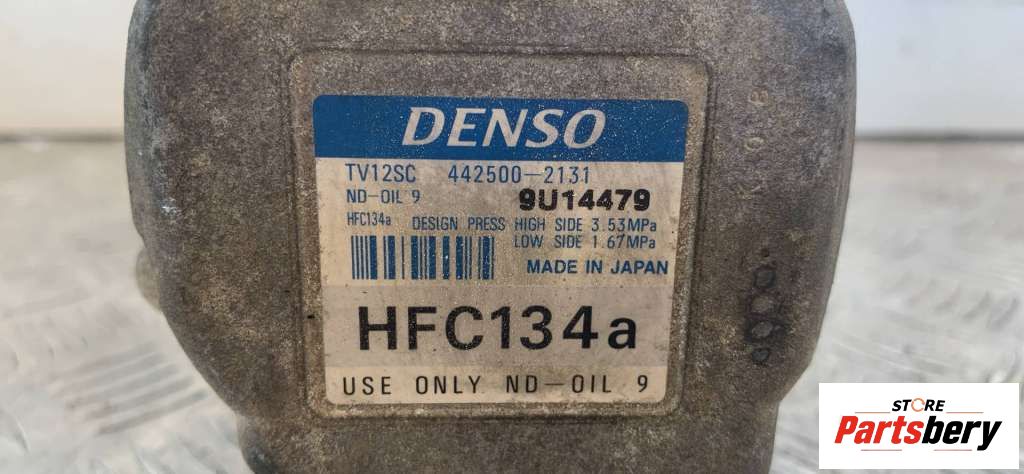 DENSO
TV12SC 442500-2131
ND-OIL 9 9U14479
HFC134a DESIGN PRESS HIGH SIDE 3.53MPa
LOW SIDE 1.67MPa
MADE IN JAPAN
HFC134a
USE ONLY ND-OIL 9
STORE
Partsbery